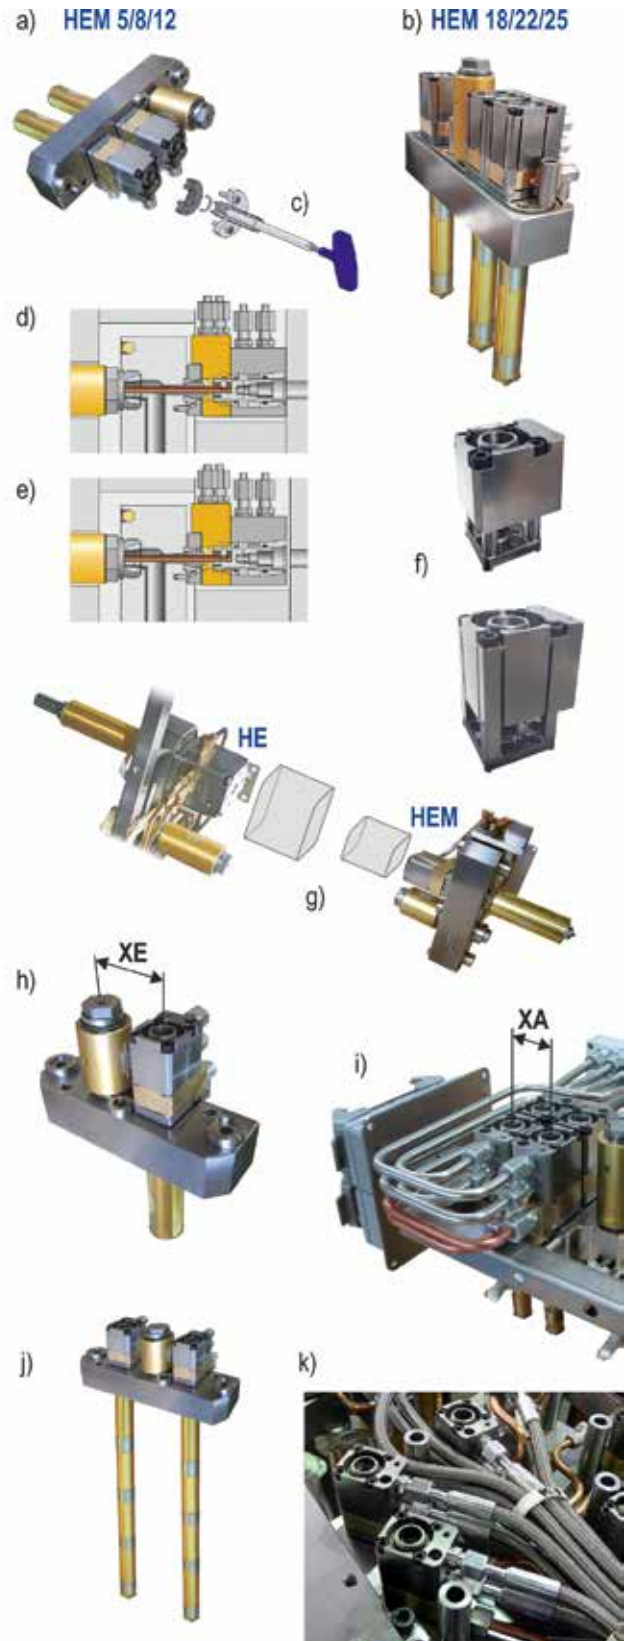 a) HEM 5/8/12
b) HEM 18/22/25
c)
d)
e)
f)
HE
HEM
g)
h)
XE
XA
i)
j)
k)